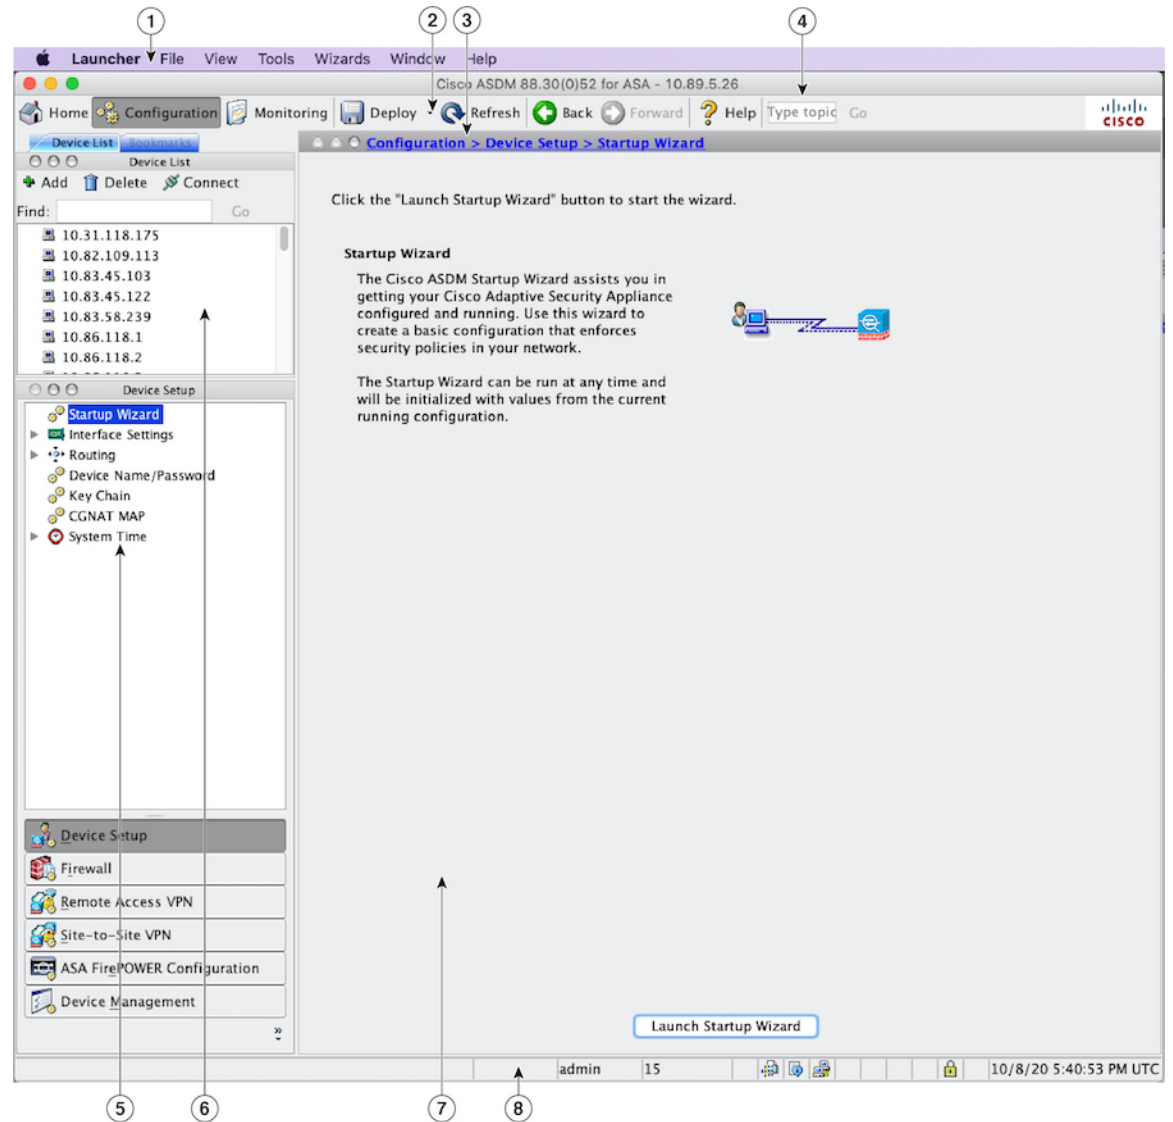 1 2 3 4
Launcher File View Tools Wizards Window Help
Cisco ASDM 88.30(0)52 for ASA - 10.89.5.26
Home Configuration Monitoring Deploy Refresh Back Forward Help Type topic Go
CISCO
Device List Bookmarks
Configuration > Device Setup > Startup Wizard
Device List
Add Delete Connect
Find: Go
10.31.118.175
10.82.109.113
10.83.45.103
10.83.45.122
10.83.58.239
10.86.118.1
10.86.118.2
Device Setup
Startup Wizard
Interface Settings
Routing
Device Name/Password
Key Chain
CGNAT MAP
System Time
Device Setup
Firewall
Remote Access VPN
Site-to-Site VPN
ASA FirePOWER Configuration
Device Management
Click the "Launch Startup Wizard" button to start the wizard.
Startup Wizard
The Cisco ASDM Startup Wizard assists you in
getting your Cisco Adaptive Security Appliance
configured and running. Use this wizard to
create a basic configuration that enforces
security policies in your network.
The Startup Wizard can be run at any time and
will be initialized with values from the current
running configuration.
Launch Startup Wizard
admin 15 10/8/20 5:40:53 PM UTC
5 6 7 8